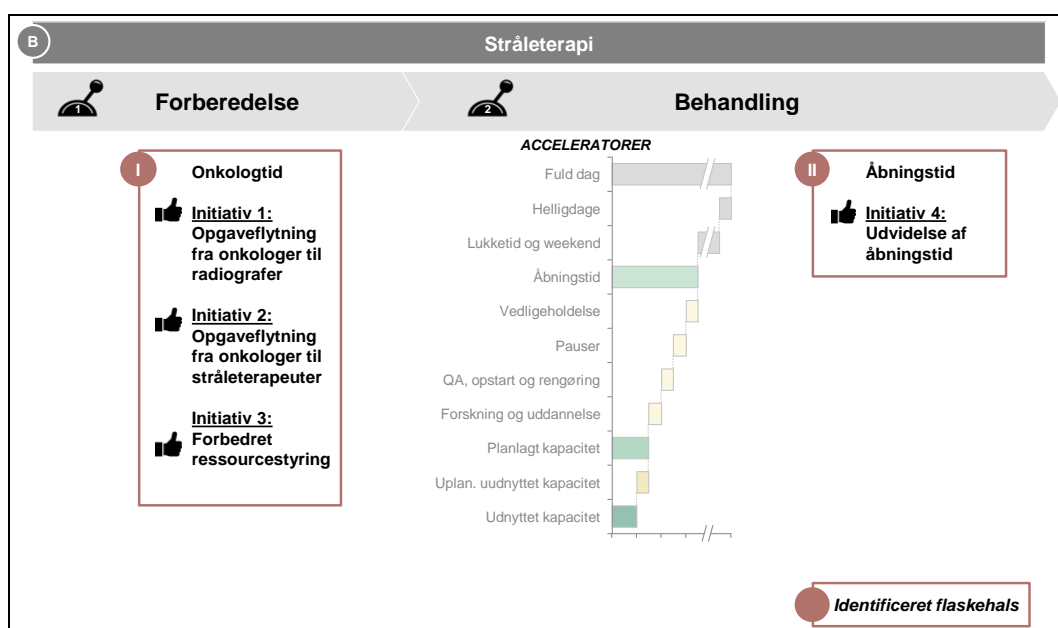 B
Stråleterapi
1
Forberedelse
2
Behandling
I
Onkologtid
Initiativ 1:
Opgaveflytning
fra onkologer til
radiografer
Initiativ 2:
Opgaveflytning
fra onkologer til
stråleterapeuter
Initiativ 3:
Forbedret
ressourcestyring
ACCELERATORER
Fuld dag
Helligdage
Lukketid og weekend
Åbningstid
Vedligeholdelse
Pauser
QA, opstart og rengøring
Forskning og uddannelse
Planlagt kapacitet
Uplan. uudnyttet kapacitet
Udnyttet kapacitet
II
Åbningstid
Initiativ 4:
Udvidelse af
åbningstid
Identificeret flaskehals